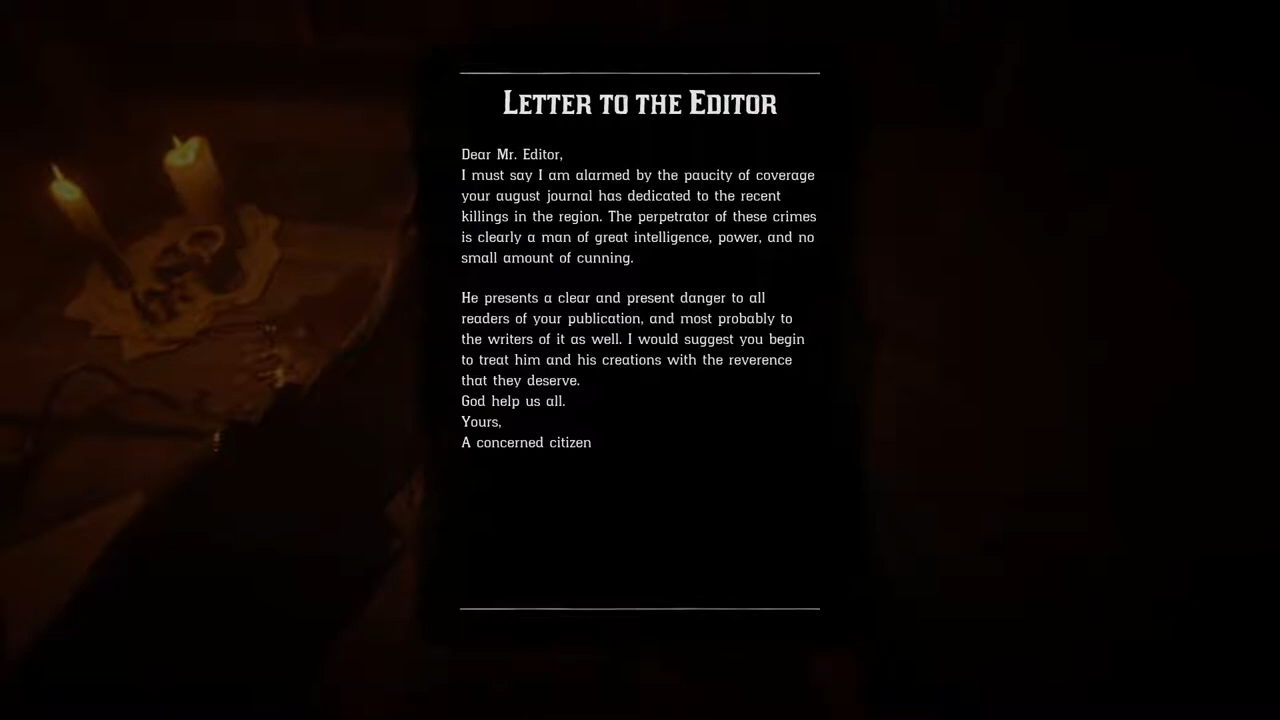 Letter to the Editor
Dear Mr. Editor,
I must say I am alarmed by the paucity of coverage
your august journal has dedicated to the recent
killings in the region. The perpetrator of these crimes
is clearly a man of great intelligence, power, and no
small amount of cunning.
He presents a clear and present danger to all
readers of your publication, and most probably to
the writers of it as well. I would suggest you begin
to treat him and his creations with the reverence
that they deserve.
God help us all.
Yours,
A concerned citizen